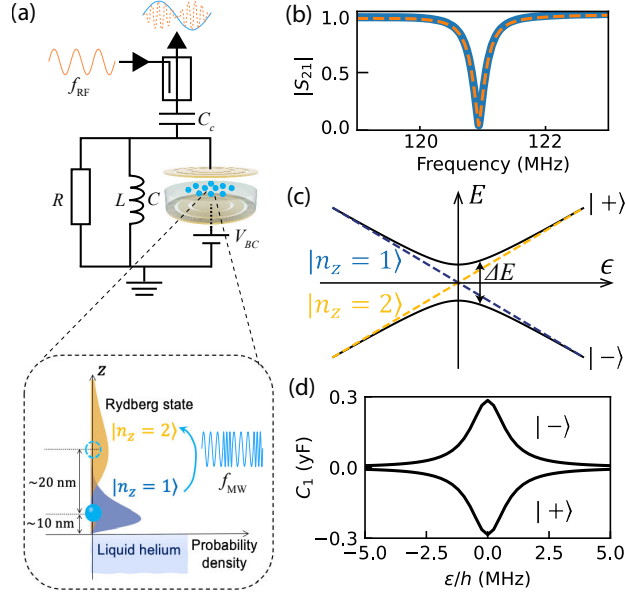 (a)
f_RF
C_c
R
L
C
V_BC
z
Rydberg state
|n_z = 2⟩
|n_z = 1⟩
f_MW
~20 nm
~10 nm
Liquid helium
Probability
density
(b)
|S_21|
1.0
0.5
0.0
120
122
Frequency (MHz)
(c)
E
|+⟩
|n_z = 1⟩
ϵ
|n_z = 2⟩
ΔE
|−⟩
(d)
C_1 (yF)
0.3
0.0
-0.3
|−⟩
|+⟩
−5.0
−2.5
0.0
2.5
5.0
ε/h (MHz)